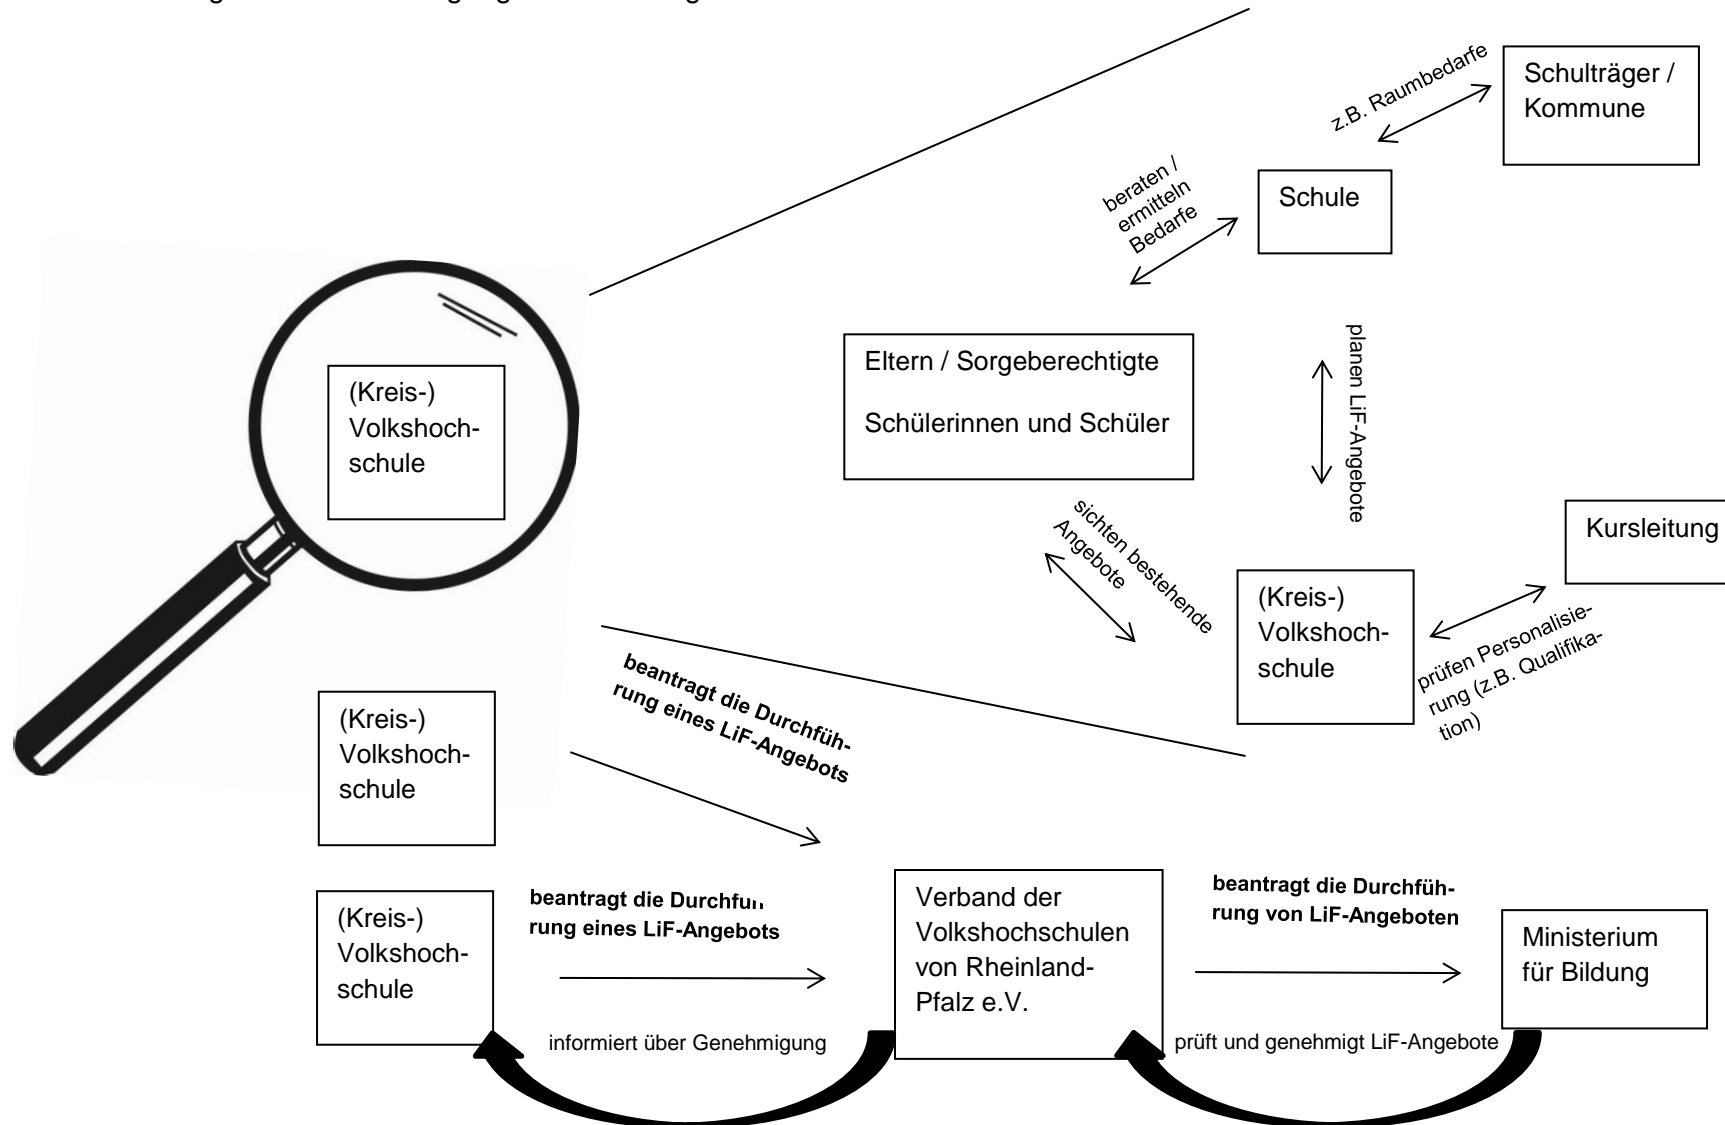 z.B. Raumbedarfe
Schulträger /
Kommune
beraten /
ermitteln
Bedarfe
Schule
Eltern / Sorgeberechtigte
Schülerinnen und Schüler
planen LiF-Angebote
(Kreis-)
Volkshoch-
schule
sichten bestehende
Angebote
Kursleitung
(Kreis-)
Volkshoch-
schule
prüfen Personalisie-
rung (z.B. Qualifika-
tion)
beantragt die Durchfüh-
rung eines LiF-Angebots
(Kreis-)
Volkshoch-
schule
(Kreis-)
Volkshoch-
schule
beantragt die Durchfüh-
rung eines LiF-Angebots
Verband der
Volkshochschulen
von Rheinland-
Pfalz e.V.
beantragt die Durchfüh-
rung von LiF-Angeboten
Ministerium
für Bildung
informiert über Genehmigung
prüft und genehmigt LiF-Angebote